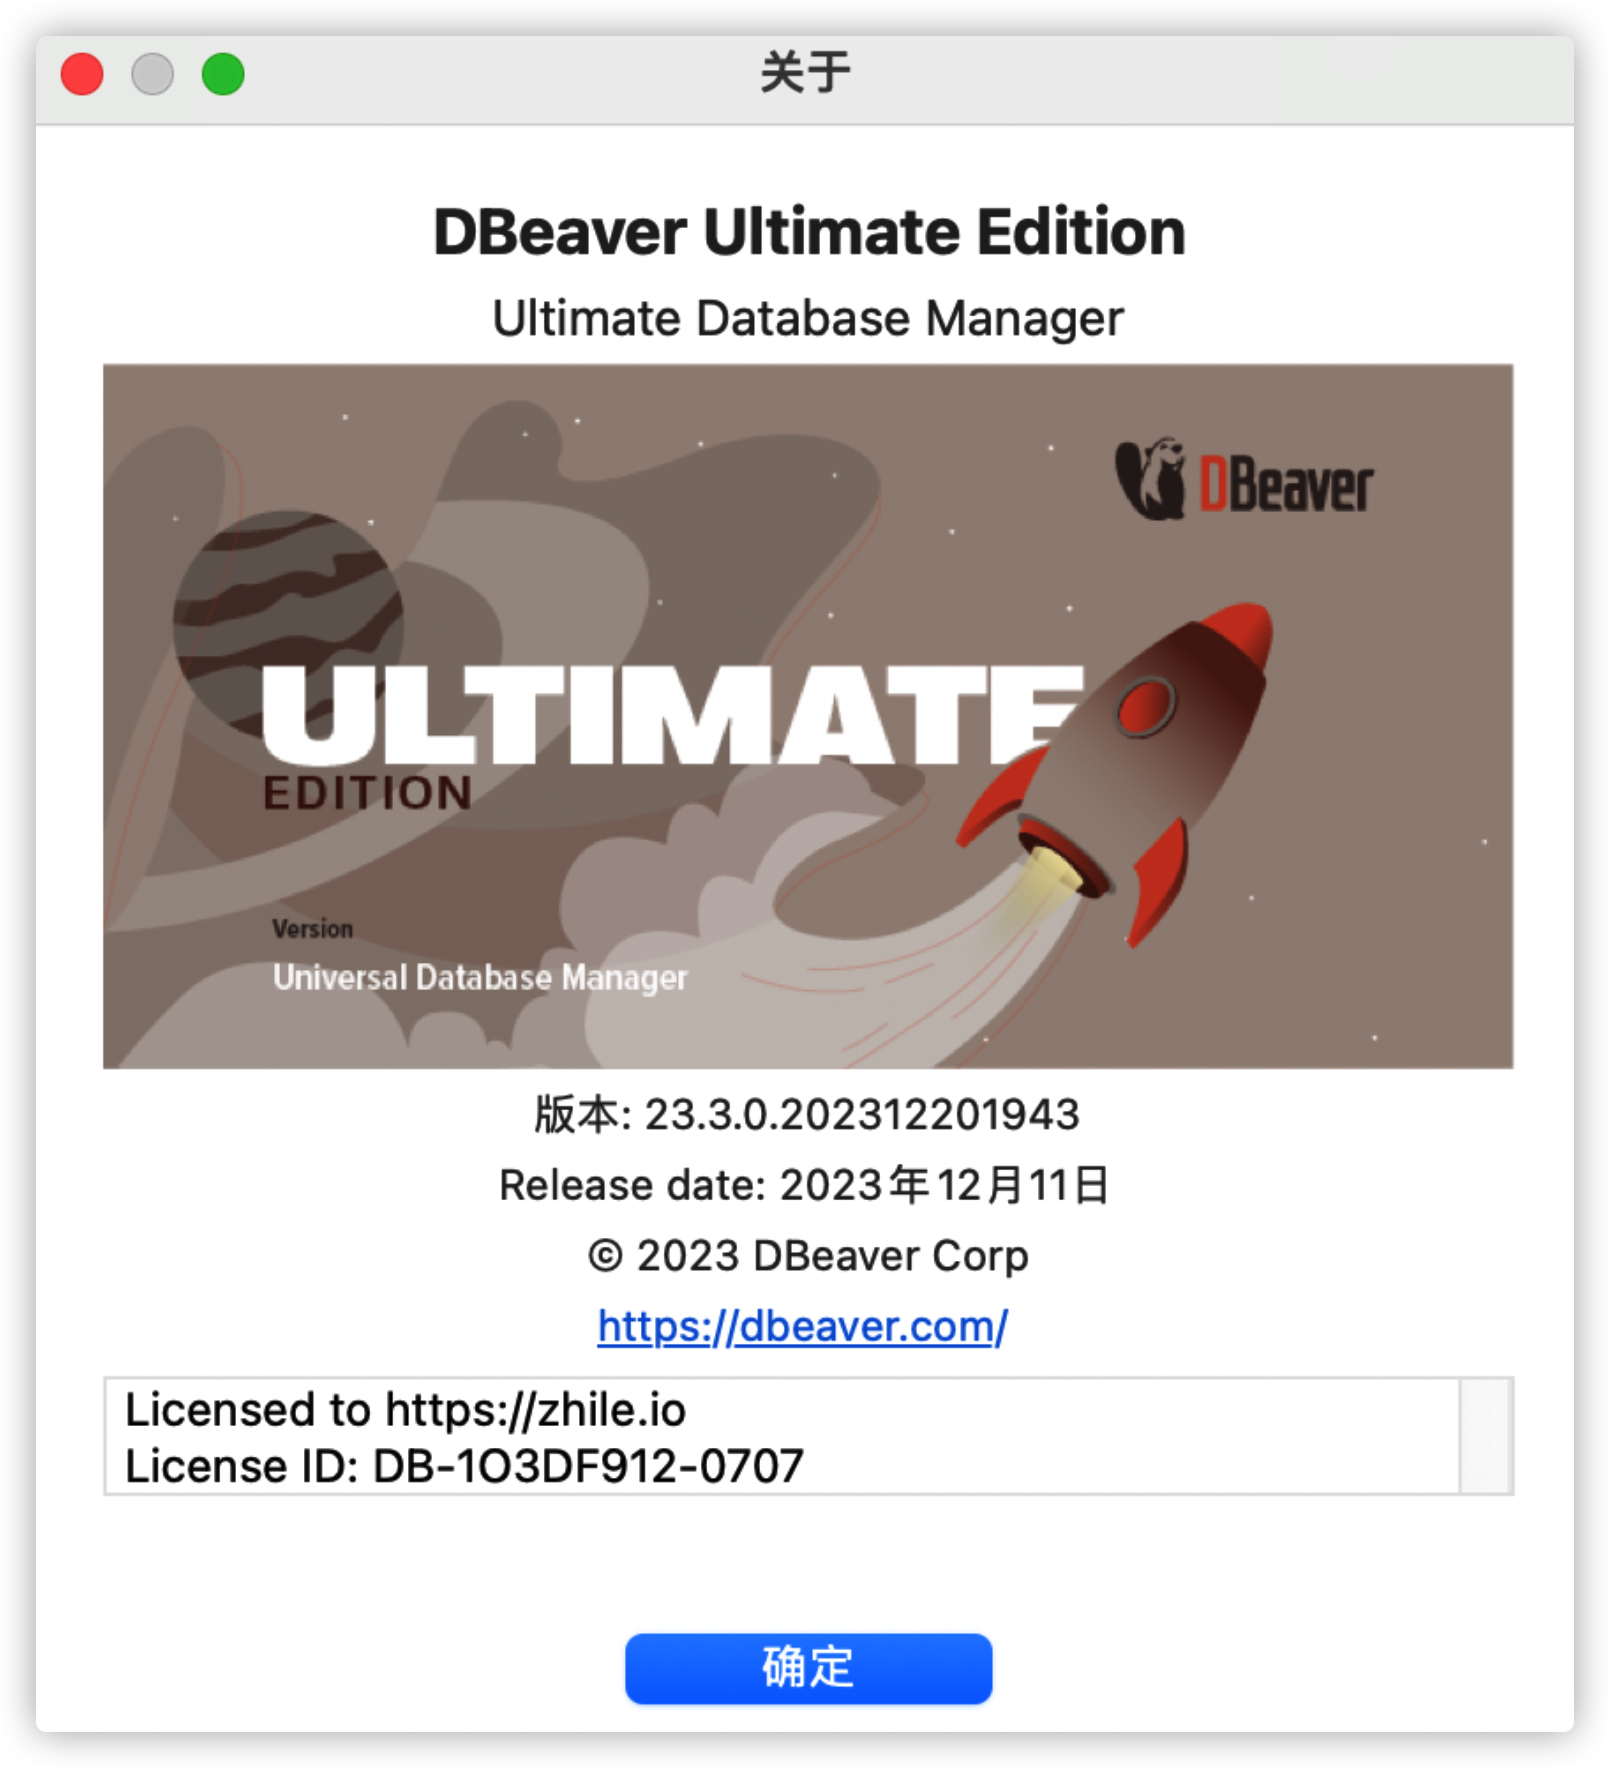 关于
DBeaver Ultimate Edition
Ultimate Database Manager
DBeaver
ULTIMATE
EDITION
Version
Universal Database Manager
版本: 23.3.0.202312201943
Release date: 2023年12月11日
© 2023 DBeaver Corp
https://dbeaver.com/
Licensed to https://zhile.io
License ID: DB-1O3DF912-0707
确定